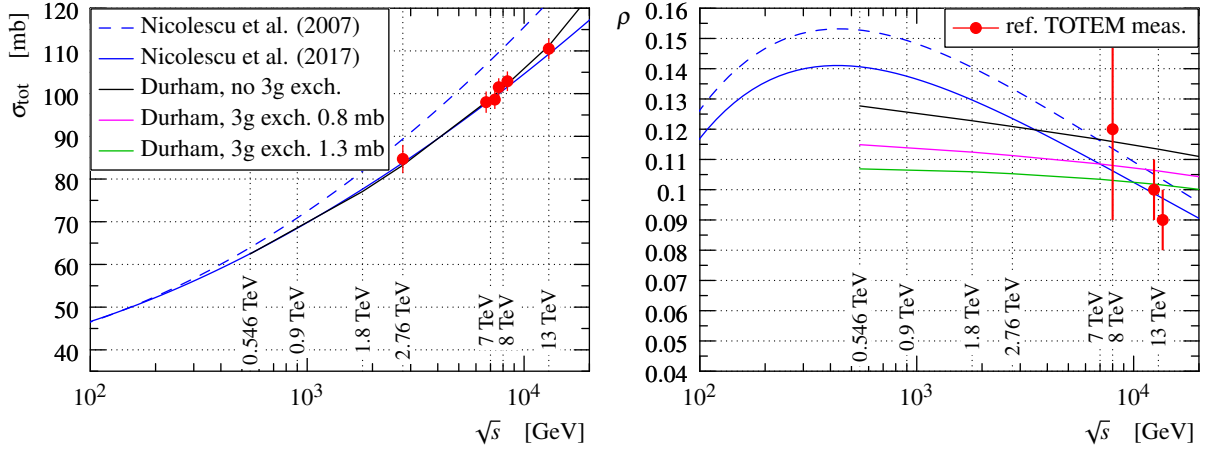 σtot [mb]
120
110
100
90
80
70
60
50
40
Nicolescu et al. (2007)
Nicolescu et al. (2017)
Durham, no 3g exch.
Durham, 3g exch. 0.8 mb
Durham, 3g exch. 1.3 mb
0.546 TeV
0.9 TeV
1.8 TeV
2.76 TeV
7 TeV
8 TeV
13 TeV
10²
10³
10⁴
√s [GeV]
ρ
0.16
0.15
0.14
0.13
0.12
0.11
0.1
0.09
0.08
0.07
0.06
0.05
0.04
ref. TOTEM meas.
0.546 TeV
0.9 TeV
1.8 TeV
2.76 TeV
7 TeV
8 TeV
13 TeV
10²
10³
10⁴
√s [GeV]